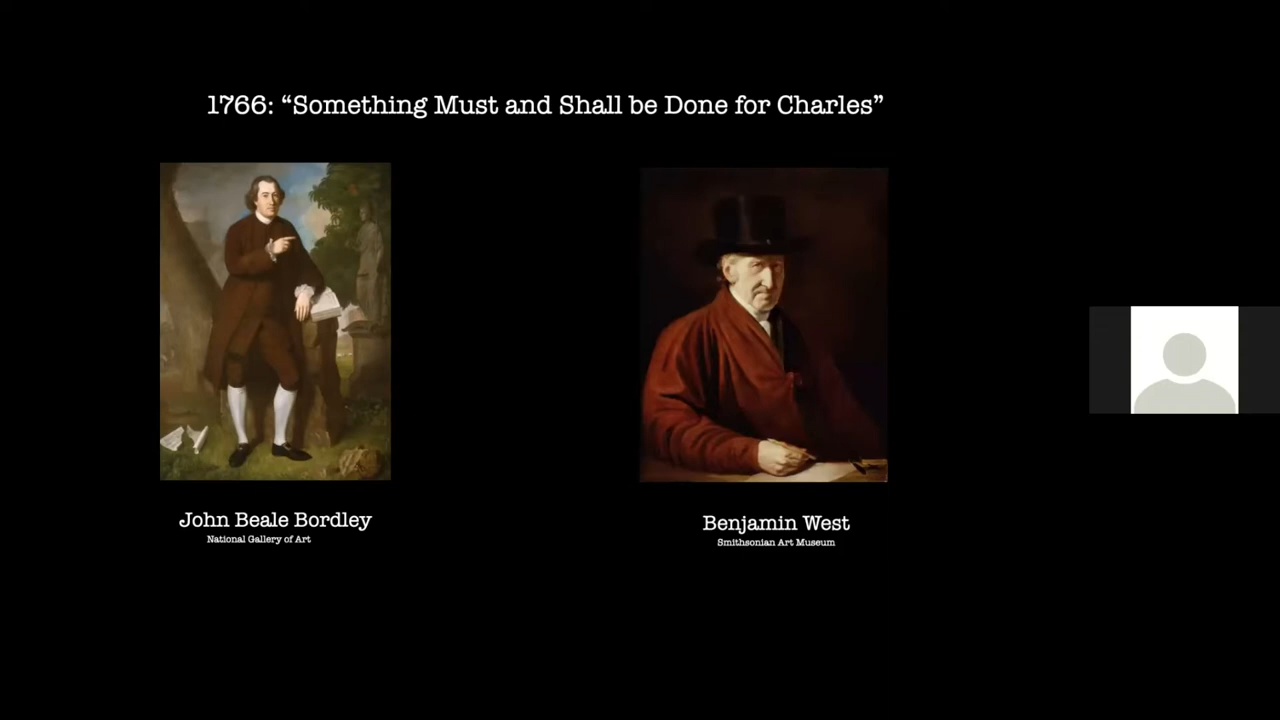 1766: “Something Must and Shall be Done for Charles”
John Beale Bordley
National Gallery of Art
Benjamin West
Smithsonian Art Museum